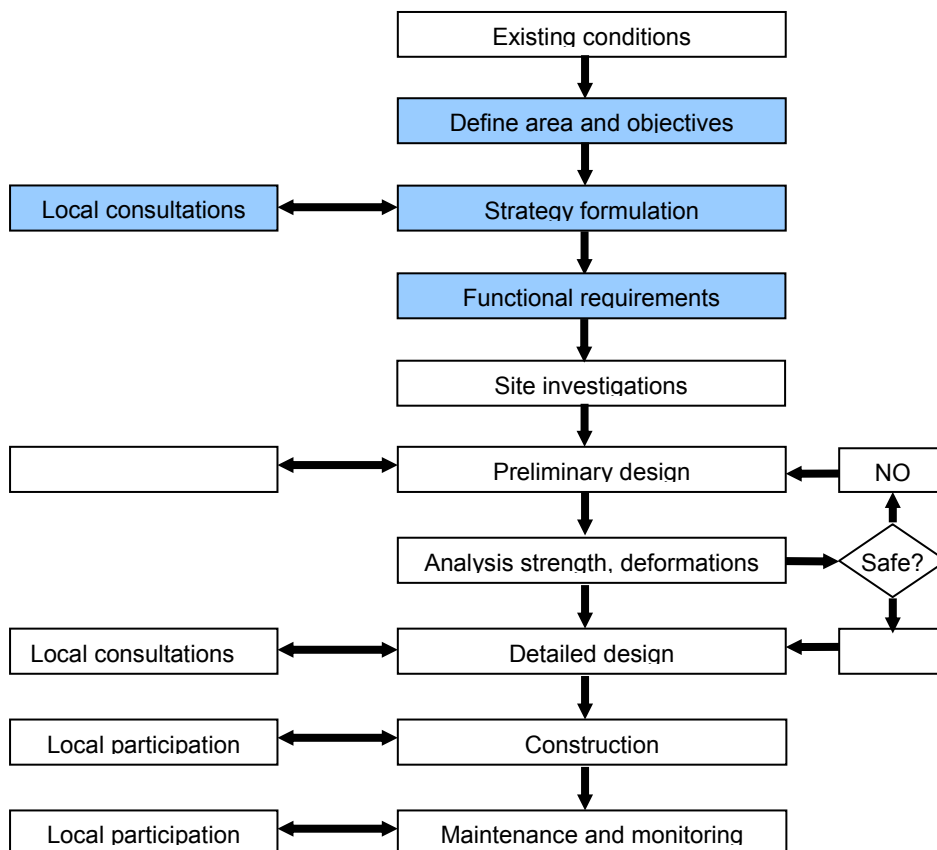 Existing conditions
Define area and objectives
Local consultations
Strategy formulation
Functional requirements
Site investigations
Preliminary design
NO
Analysis strength, deformations
Safe?
Local consultations
Detailed design
Local participation
Construction
Local participation
Maintenance and monitoring